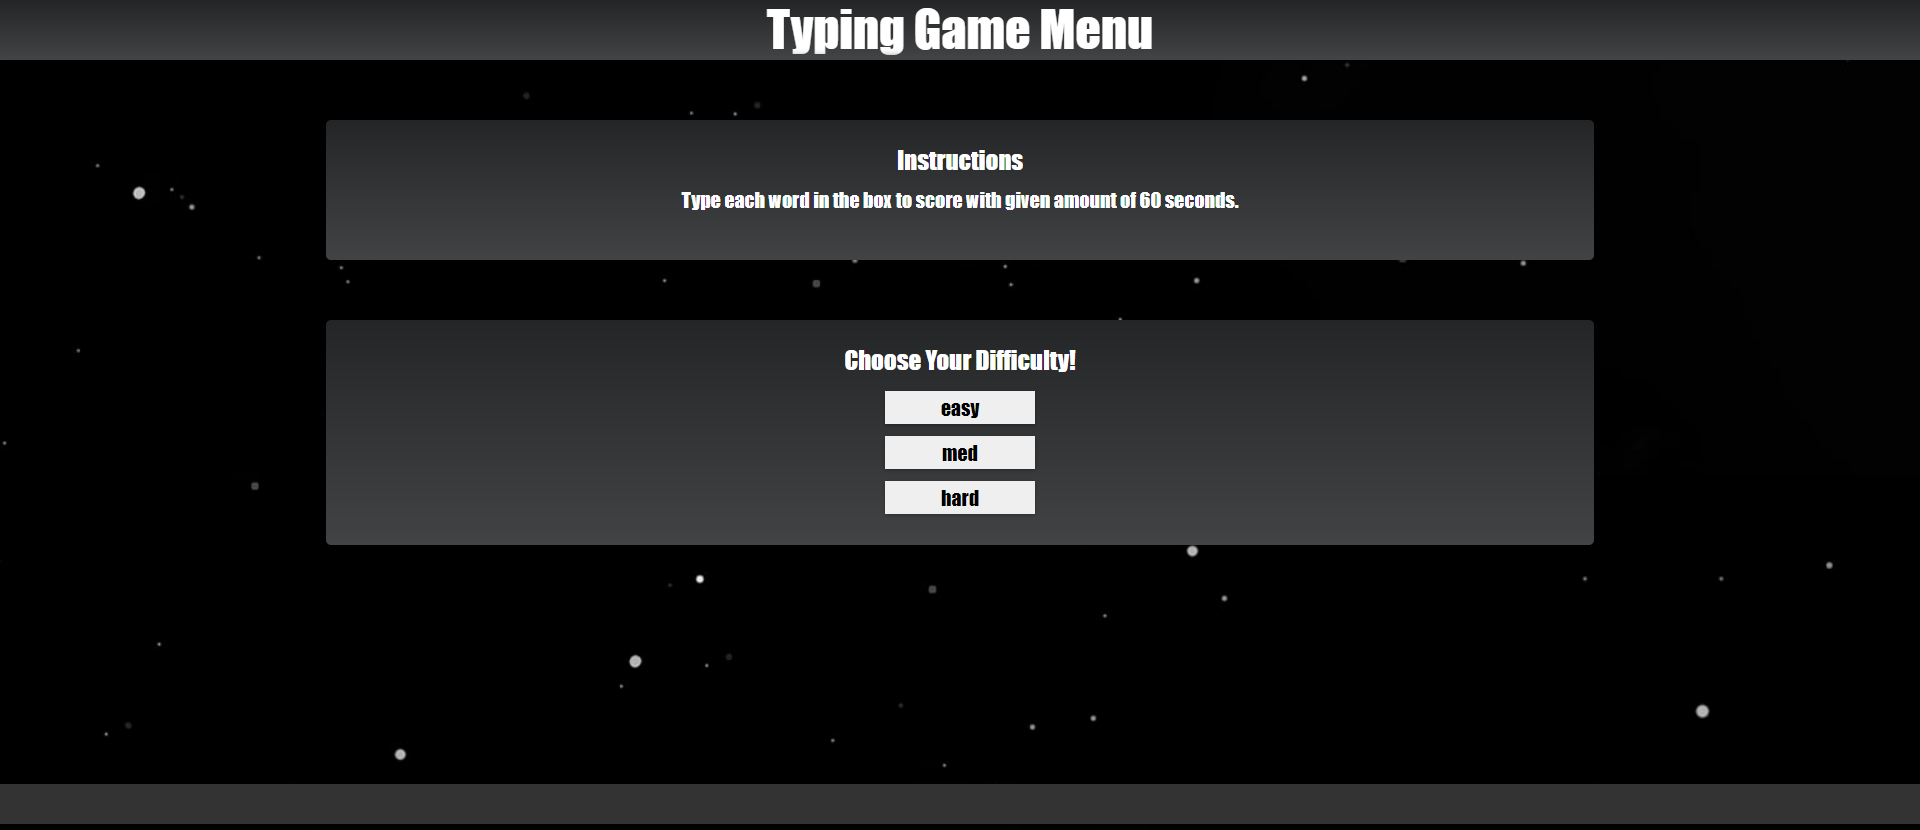 Typing Game Menu
Instructions
Type each word in the box to score with given amount of 60 seconds.
Choose Your Difficulty!
easy
med
hard